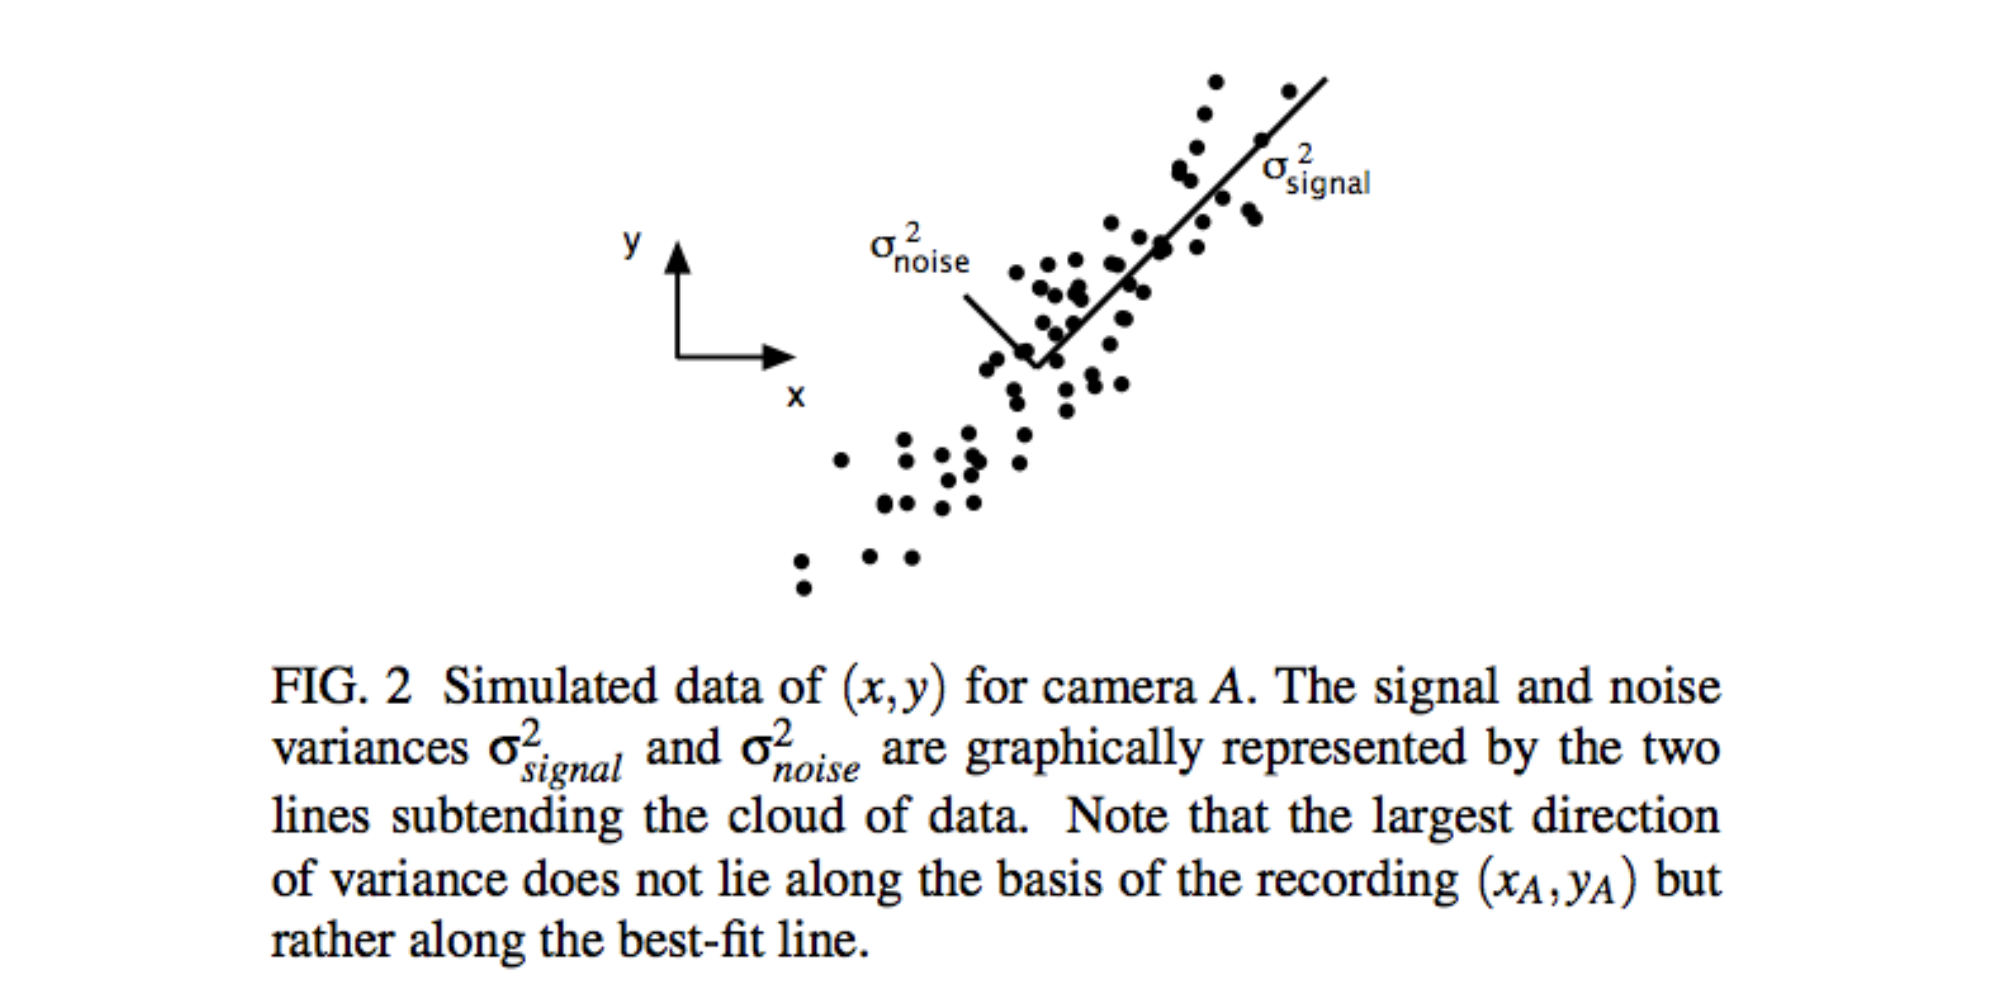 σ²signal
σ²noise
y
x
FIG. 2 Simulated data of (x,y) for camera A. The signal and noise
variances σ²signal and σ²noise are graphically represented by the two
lines subtending the cloud of data. Note that the largest direction
of variance does not lie along the basis of the recording (xA,yA) but
rather along the best-fit line.